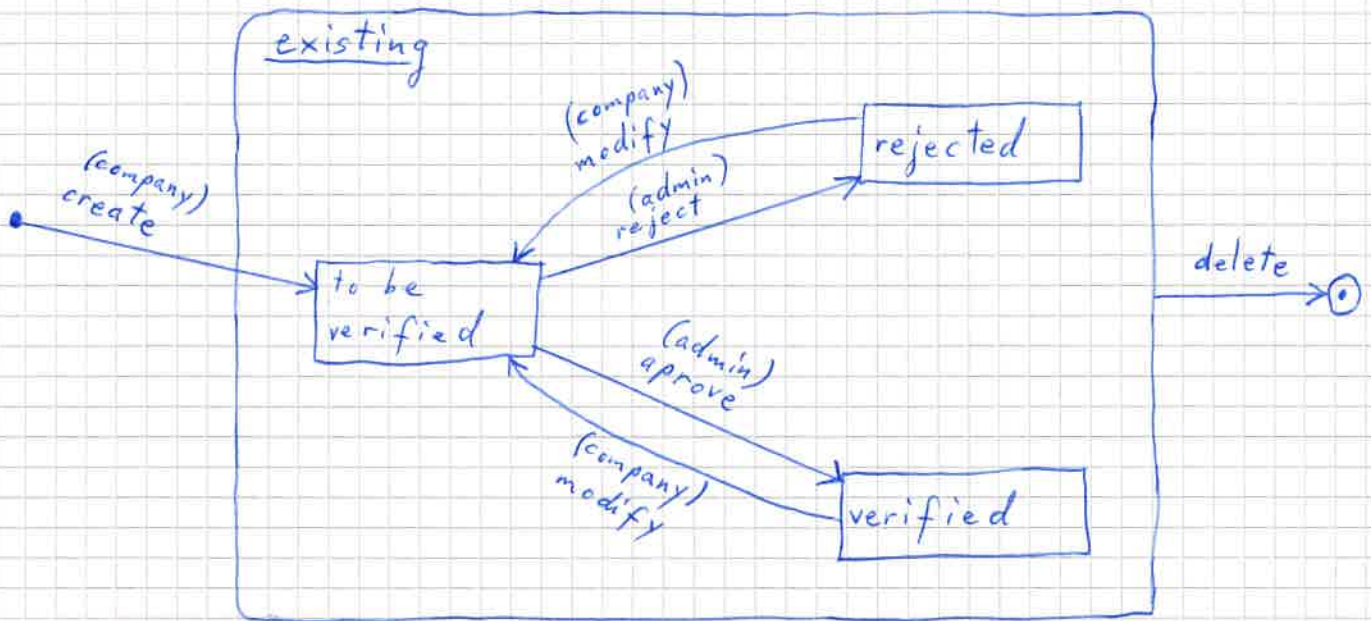 existing
(company)
modify
rejected
(company)
create
(admin)
reject
delete
to be
verified
(admin)
aprove
(company)
modify
verified